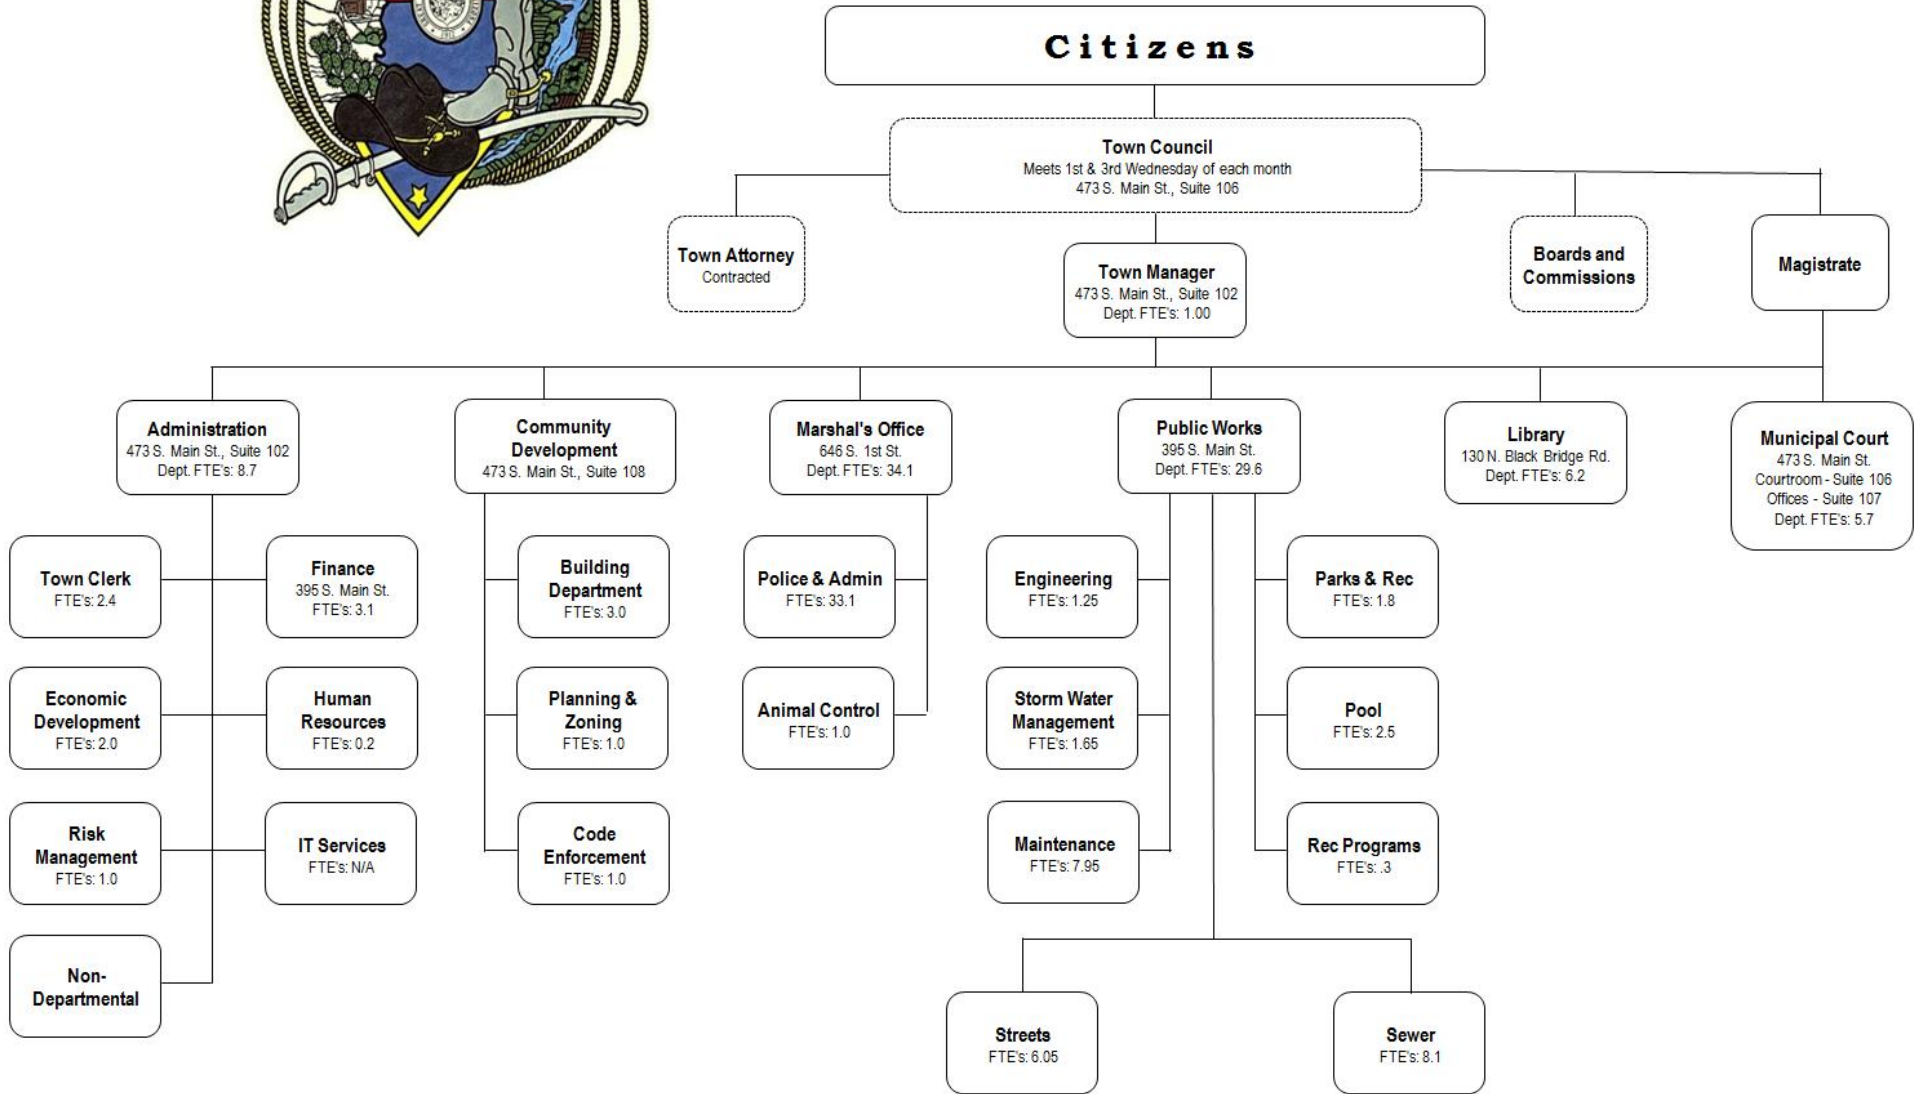 Citizens
Town Council
Meets 1st & 3rd Wednesday of each month
473 S. Main St., Suite 106
Town Attorney
Contracted
Town Manager
473 S. Main St., Suite 102
Dept. FTE's: 1.00
Boards and
Commissions
Magistrate
Administration
473 S. Main St., Suite 102
Dept. FTE's: 8.7
Community
Development
473 S. Main St., Suite 108
Marshal's Office
646 S. 1st St.
Dept. FTE's: 34.1
Public Works
395 S. Main St.
Dept. FTE's: 29.6
Library
130 N. Black Bridge Rd.
Dept. FTE's: 6.2
Municipal Court
473 S. Main St.
Courtroom - Suite 106
Offices - Suite 107
Dept. FTE's: 5.7
Town Clerk
FTE's: 2.4
Finance
395 S. Main St.
FTE's: 3.1
Building
Department
FTE's: 3.0
Police & Admin
FTE's: 33.1
Engineering
FTE's: 1.25
Parks & Rec
FTE's: 1.8
Economic
Development
FTE's: 2.0
Human
Resources
FTE's: 0.2
Planning &
Zoning
FTE's: 1.0
Animal Control
FTE's: 1.0
Storm Water
Management
FTE's: 1.65
Pool
FTE's: 2.5
Risk
Management
FTE's: 1.0
IT Services
FTE's: N/A
Code
Enforcement
FTE's: 1.0
Maintenance
FTE's: 7.95
Rec Programs
FTE's: .3
Non-
Departmental
Streets
FTE's: 6.05
Sewer
FTE's: 8.1